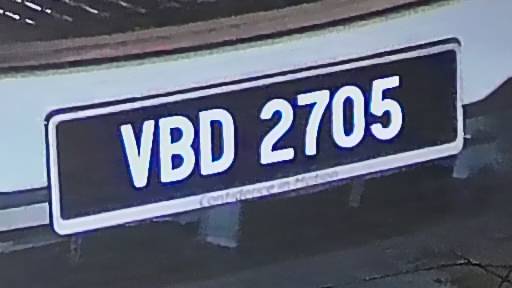 VBD 2705
Confidence in Motion